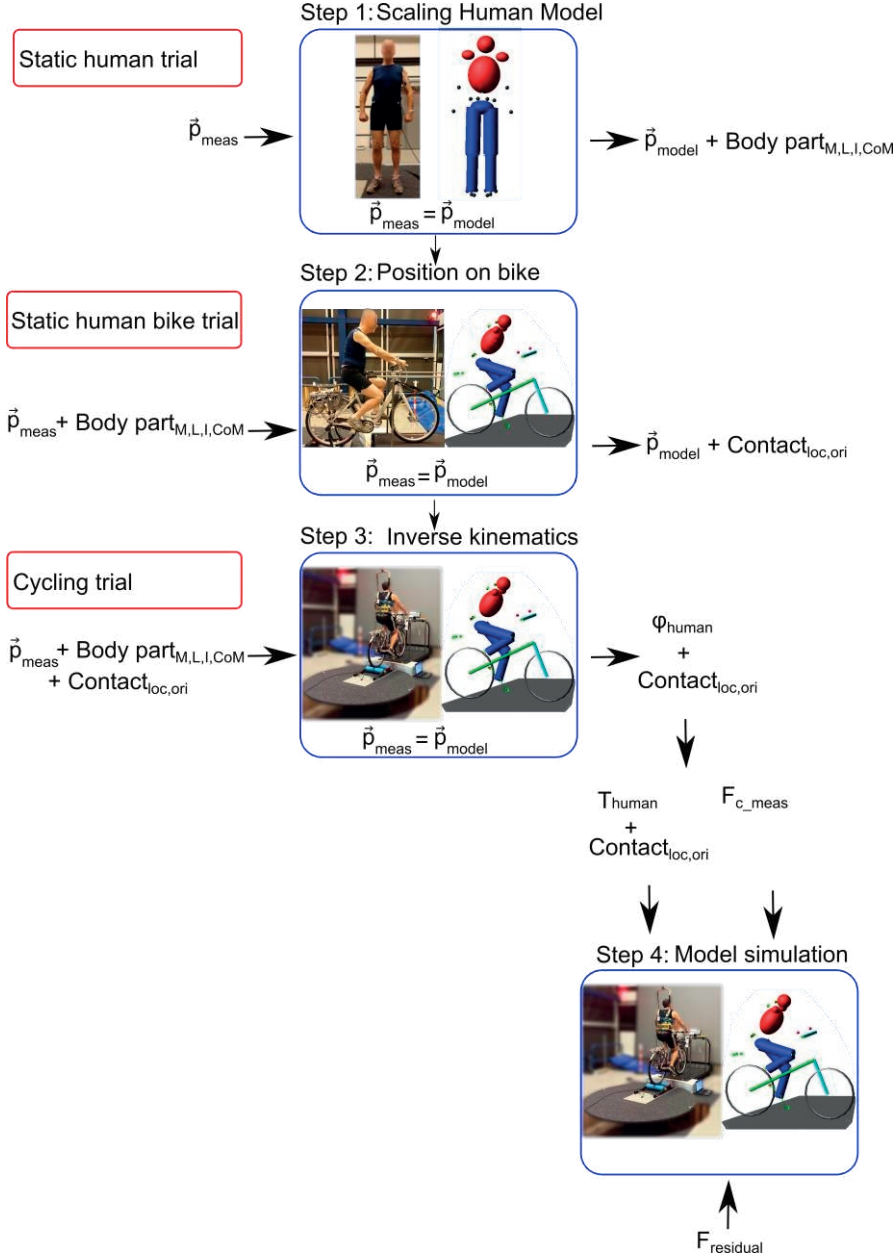 Step 1: Scaling Human Model
Static human trial
p⃗meas
p⃗model + Body partM,L,I,CoM
p⃗meas = p⃗model
Step 2: Position on bike
Static human bike trial
p⃗meas+ Body partM,L,I,CoM
p⃗model + Contactloc,ori
p⃗meas = p⃗model
Step 3: Inverse kinematics
Cycling trial
p⃗meas+ Body partM,L,I,CoM
+ Contactloc,ori
φhuman
+
Contactloc,ori
p⃗meas = p⃗model
Thuman
+
Contactloc,ori
Fc_meas
Step 4: Model simulation
Fresidual